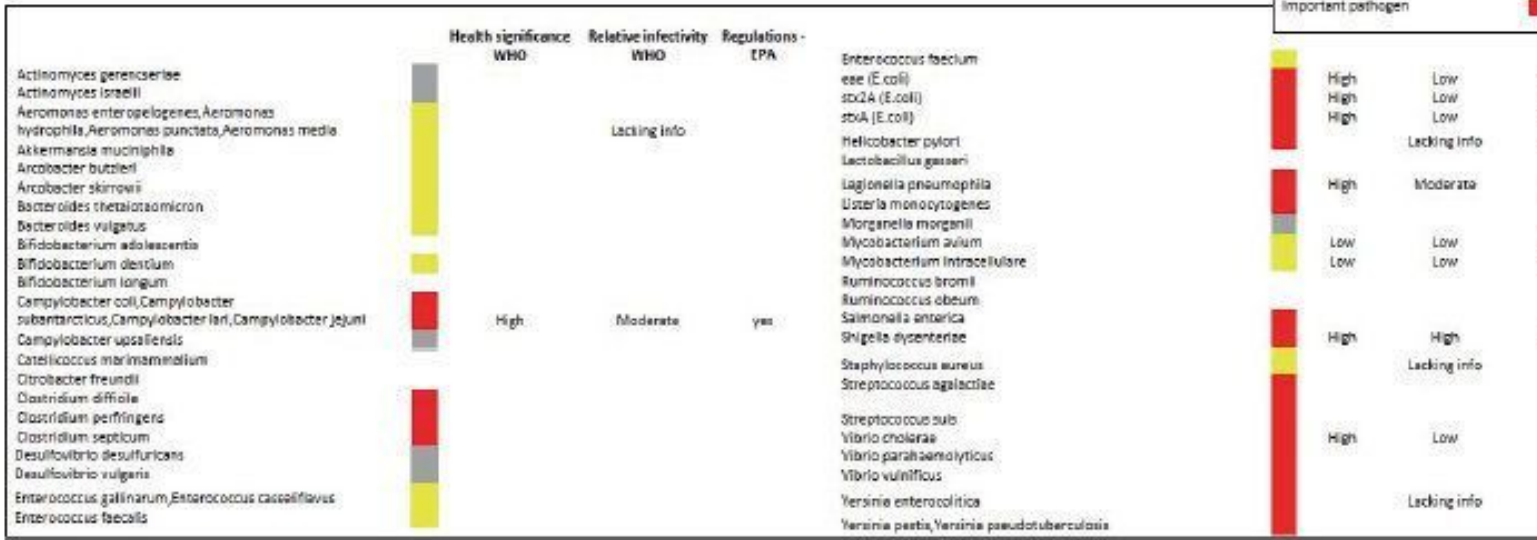 Important pathogen
Health significance WHO Relative infectivity WHO Regulations - EPA
Actinomyces gerencseriae
Actinomyces israelii
Aeromonas enteropelogenes,Aeromonas
hydrophila,Aeromonas punctata,Aeromonas media Lacking info
Akkermansia muciniphila
Arcobacter butzleri
Arcobacter skirrowii
Bacteroides thetaiotaomicron
Bacteroides vulgatus
Bifidobacterium adolescentis
Bifidobacterium dentium
Bifidobacterium longum
Campylobacter coli,Campylobacter
subantarcticus,Campylobacter lari,Campylobacter jejuni High Moderate yes
Campylobacter upsaliensis
Catellicoccus marimammalium
Citrobacter freundii
Clostridium difficile
Clostridium perfringens
Clostridium septicum
Desulfovibrio desulfuricans
Desulfovibrio vulgaris
Enterococcus gallinarum,Enterococcus casseliflavus
Enterococcus faecalis
Enterococcus faecium
eae (E.coli) High Low
stx2A (E.coli) High Low
stxA (E.coli) High Low
Helicobacter pylori Lacking info
Lactobacillus gasseri
Legionella pneumophila High Moderate
Listeria monocytogenes
Morganella morganii
Mycobacterium avium Low Low
Mycobacterium intracellulare Low Low
Ruminococcus bromii
Ruminococcus obeum
Salmonella enterica
Shigella dysenteriae High High
Staphylococcus aureus Lacking info
Streptococcus agalactiae
Streptococcus suis
Vibrio cholerae High Low
Vibrio parahaemolyticus
Vibrio vulnificus
Yersinia enterocolitica Lacking info
Yersinia pestis,Yersinia pseudotuberculosis